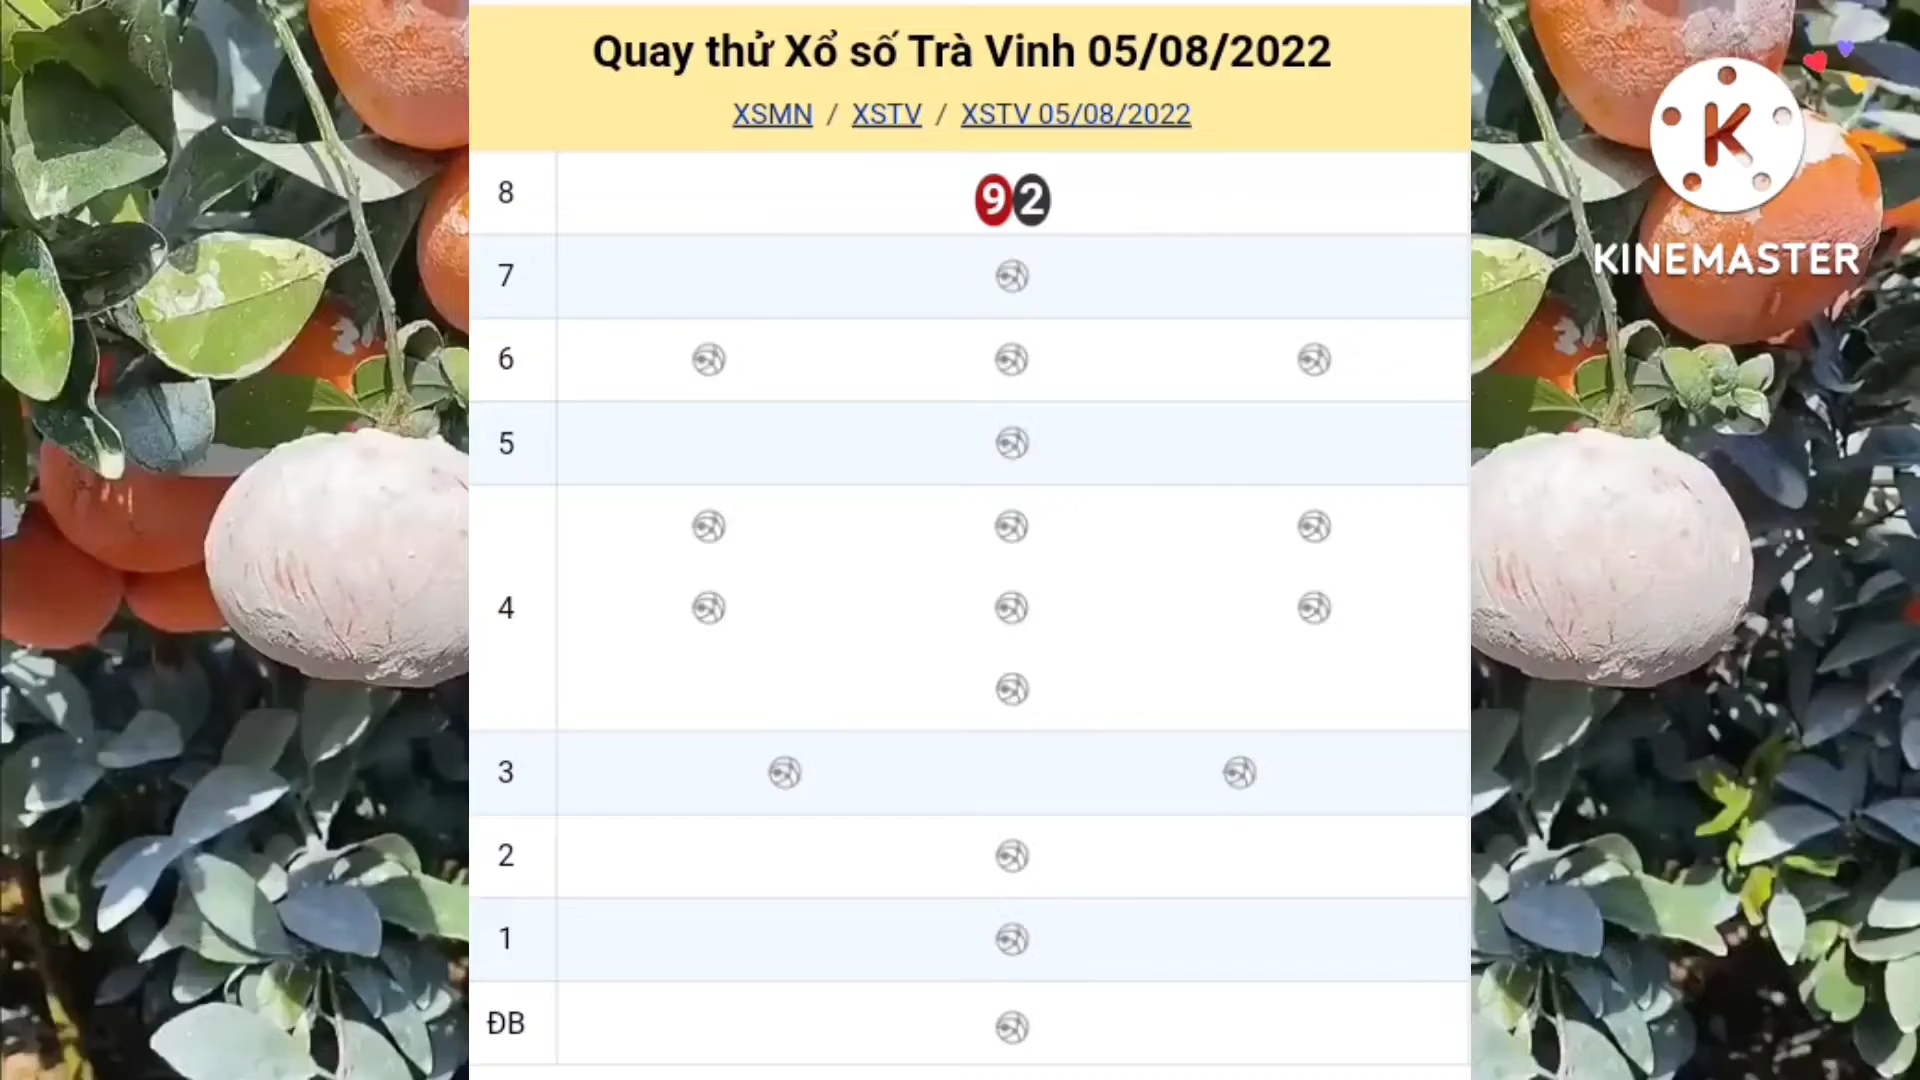 Quay thử Xổ số Trà Vinh 05/08/2022
XSMN / XSTV / XSTV 05/08/2022
8
92
7
6
5
4
3
2
1
ĐB
K
KINEMASTER